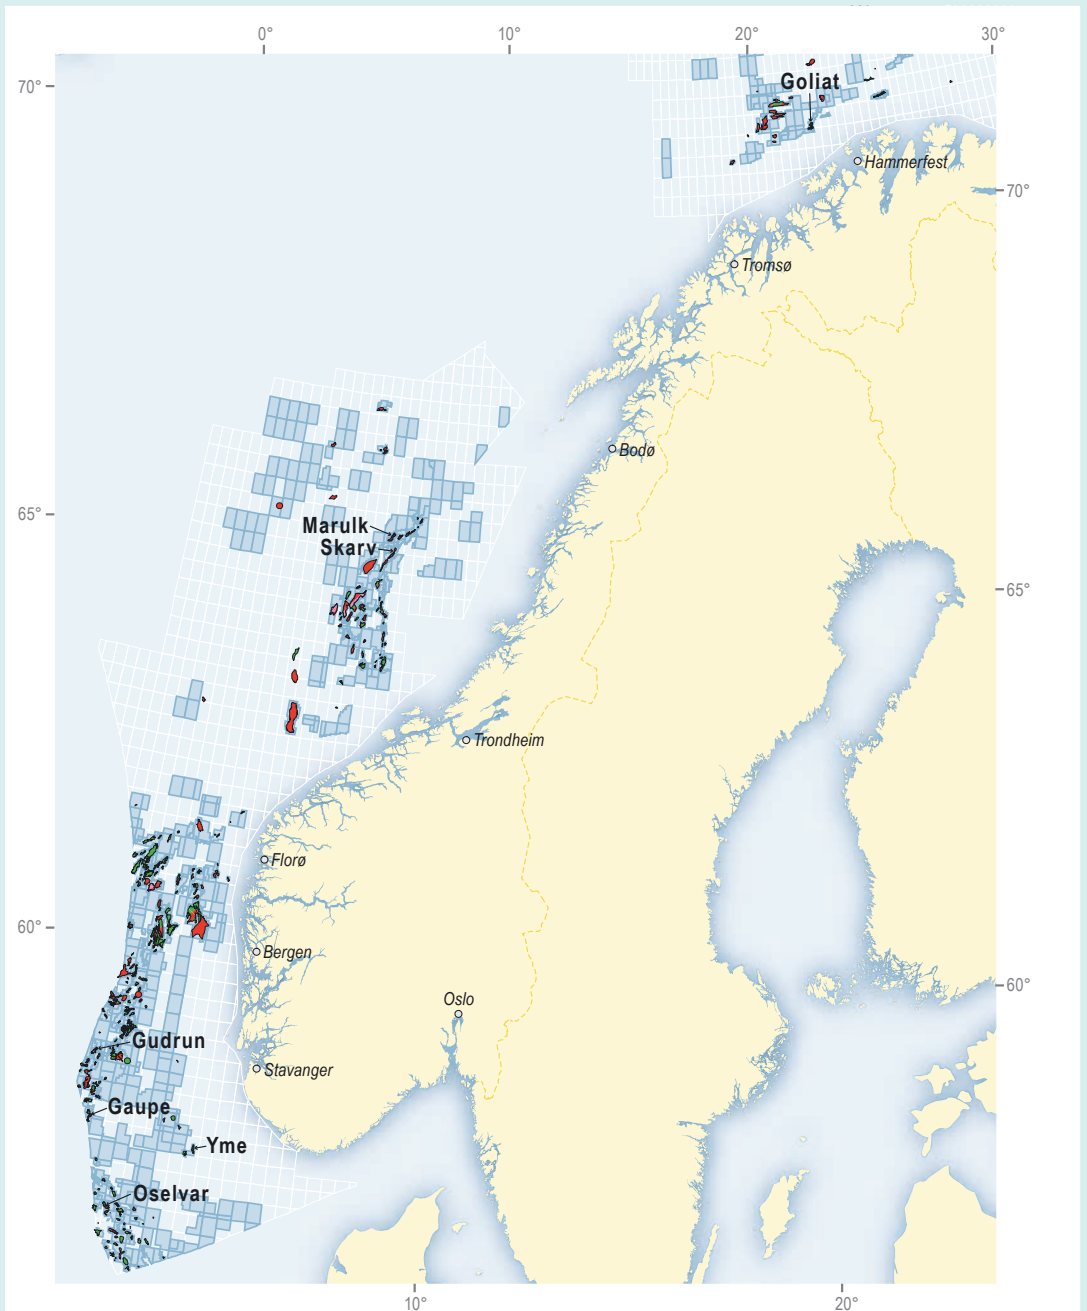 0°
10°
20°
30°
70°
Goliat
Hammerfest
70°
Tromsø
Bodø
65°
Marulk
Skarv
65°
Trondheim
Florø
60°
Bergen
60°
Oslo
Gudrun
Stavanger
Gaupe
Yme
Oselvar
10°
20°